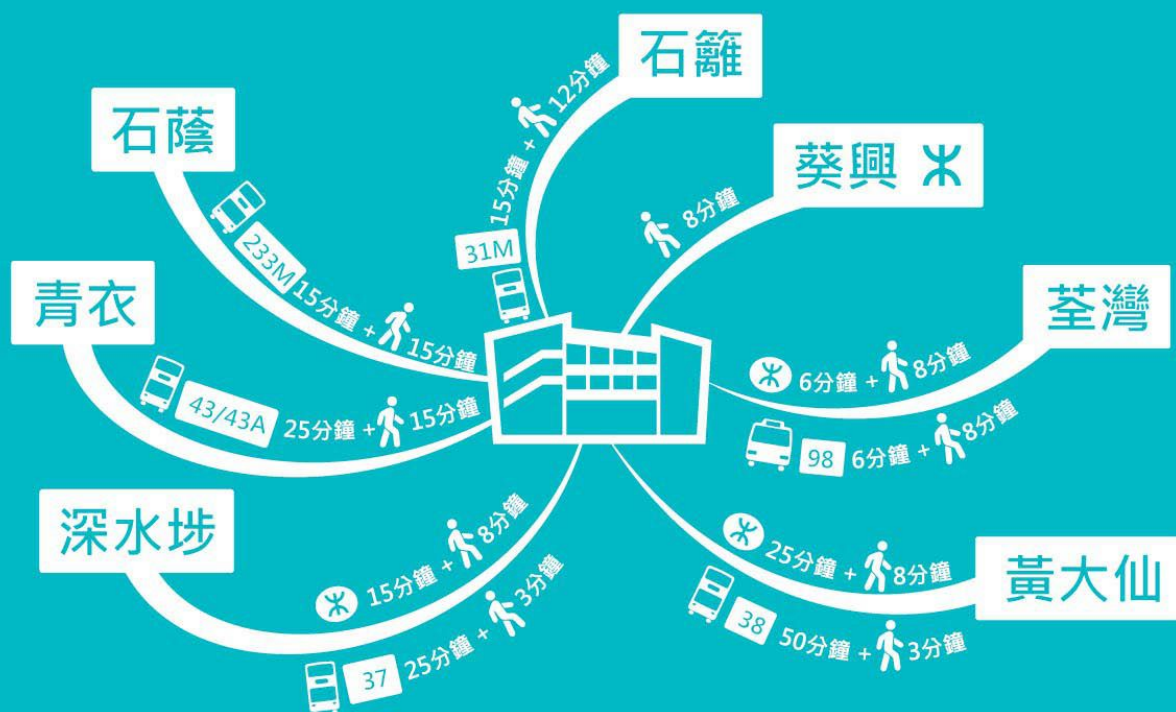 石籬
31M 15分鐘 + 12分鐘
葵興
8分鐘
石蔭
233M 15分鐘 + 15分鐘
青衣
43/43A 25分鐘 + 15分鐘
荃灣
6分鐘 + 8分鐘
98 6分鐘 + 8分鐘
深水埗
15分鐘 + 8分鐘
37 25分鐘 + 3分鐘
黃大仙
25分鐘 + 8分鐘
38 50分鐘 + 3分鐘